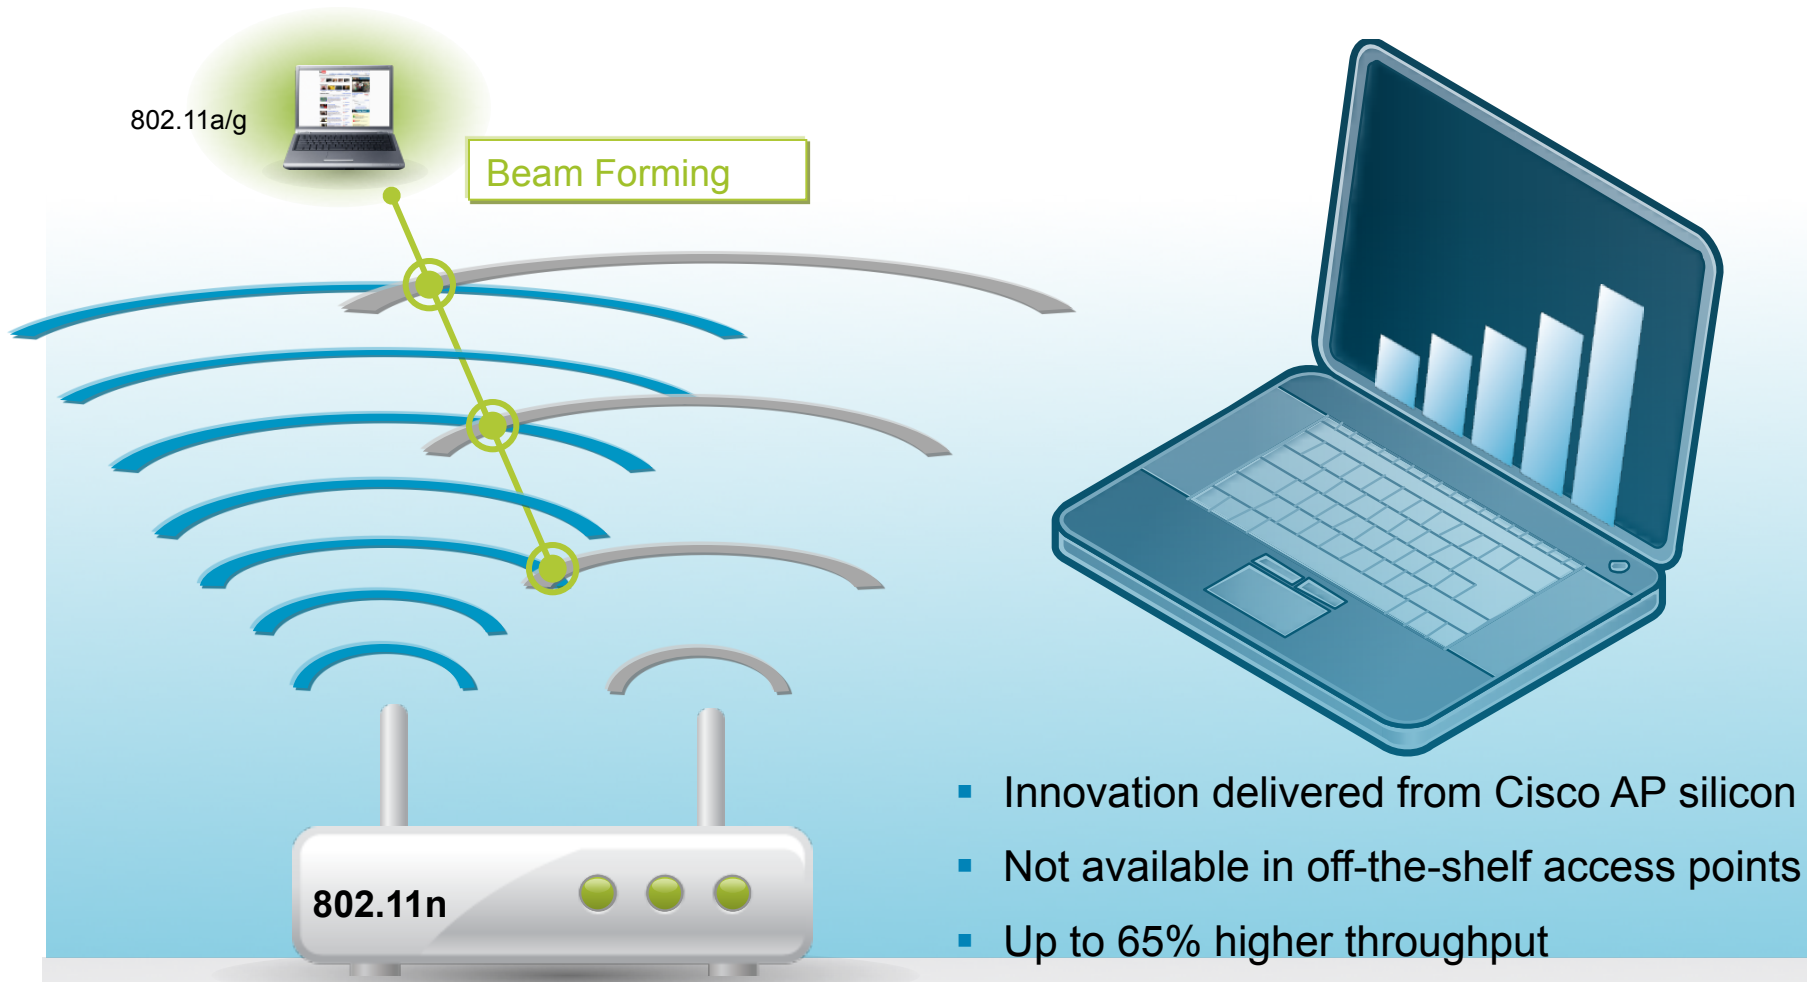 802.11a/g
Beam Forming
802.11n
Innovation delivered from Cisco AP silicon
Not available in off-the-shelf access points
Up to 65% higher throughput